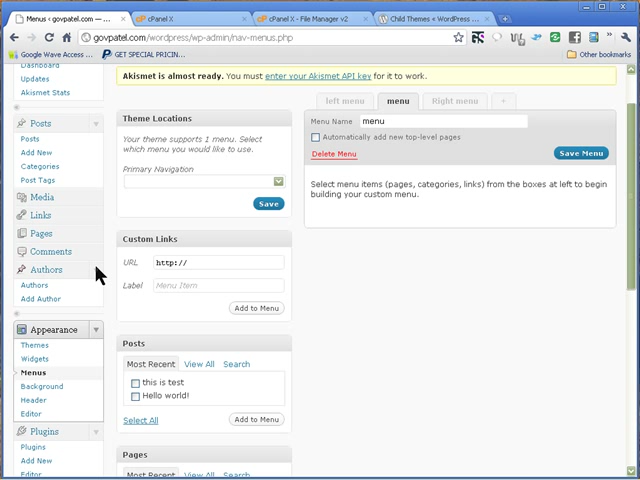 Menus ‹ govpatel.com — …
cPanel X
cPanel X - File Manager v2
Child Themes « WordPress
govpatel.com/wordpress/wp-admin/nav-menus.php
Google Wave Access ...
GET SPECIAL PRICIN...
Other bookmarks
Dashboard
Updates
Akismet Stats
Posts
Posts
Add New
Categories
Post Tags
Media
Links
Pages
Comments
Authors
Authors
Add Author
Appearance
Themes
Widgets
Menus
Background
Header
Editor
Plugins
Plugins
Add New
Editor
Akismet is almost ready. You must enter your Akismet API key for it to work.
Theme Locations
Your theme supports 1 menu. Select
which menu you would like to use.
Primary Navigation
Save
Custom Links
URL http://
Label Menu Item
Add to Menu
Posts
Most Recent View All Search
this is test
Hello world!
Select All Add to Menu
Pages
Most Recent View All Search
left menu menu Right menu +
Menu Name menu
Automatically add new top-level pages
Delete Menu Save Menu
Select menu items (pages, categories, links) from the boxes at left to begin
building your custom menu.